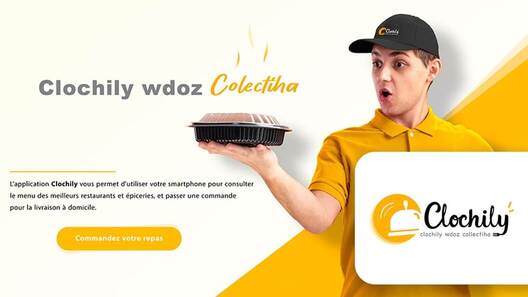 Clochily wdoz Colectiha
L'application Clochily vous permet d'utiliser votre smartphone pour consulter
le menu des meilleurs restaurants et épiceries, et passer une commande
pour la livraison à domicile.
Commandez votre repas
Clochily
clochily wdoz collectiha